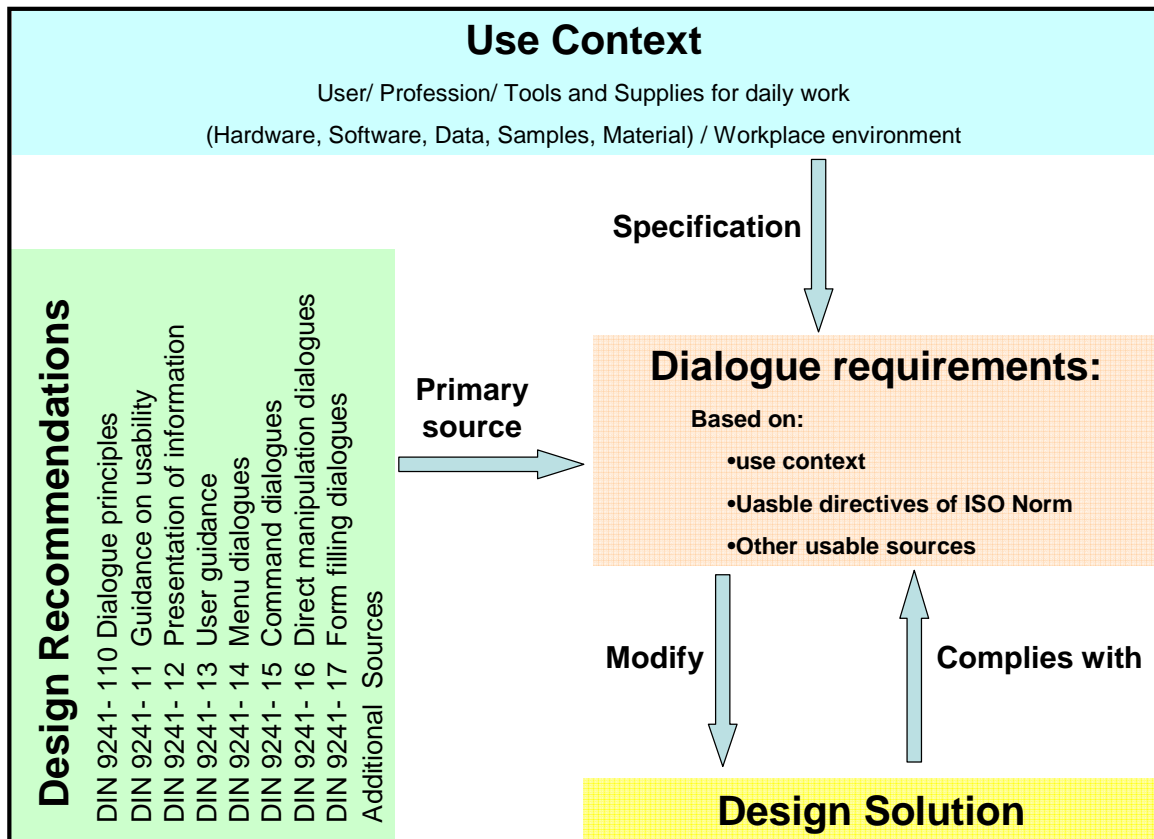 Use Context
User/ Profession/ Tools and Supplies for daily work
(Hardware, Software, Data, Samples, Material) / Workplace environment
Specification
Design Recommendations
DIN 9241- 110 Dialogue principles
DIN 9241- 11 Guidance on usability
DIN 9241- 12 Presentation of information
DIN 9241- 13 User guidance
DIN 9241- 14 Menu dialogues
DIN 9241- 15 Command dialogues
DIN 9241- 16 Direct manipulation dialogues
DIN 9241- 17 Form filling dialogues
Additional Sources
Primary
source
Dialogue requirements:
Based on:
•use context
•Uasble directives of ISO Norm
•Other usable sources
Modify
Complies with
Design Solution